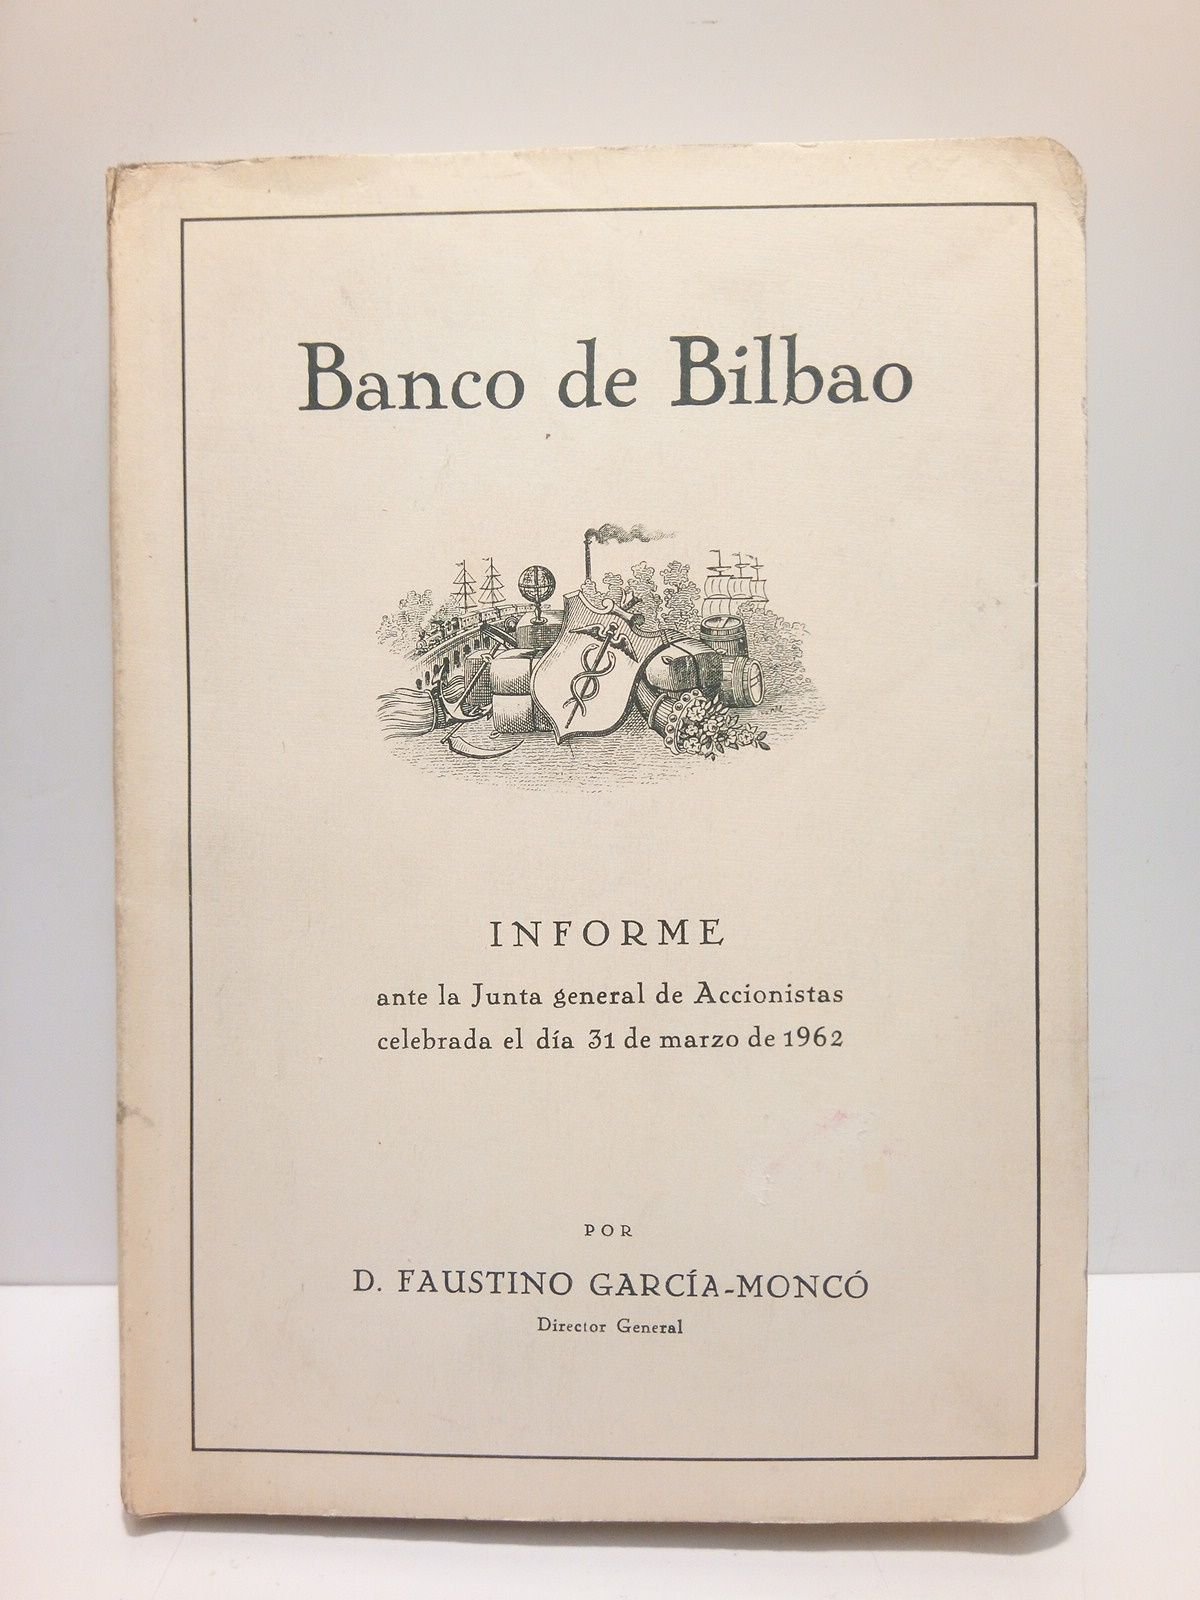 Banco de Bilbao
INFORME
ante la Junta general de Accionistas
celebrada el día 31 de marzo de 1962
POR
D. FAUSTINO GARCÍA-MONCÓ
Director General